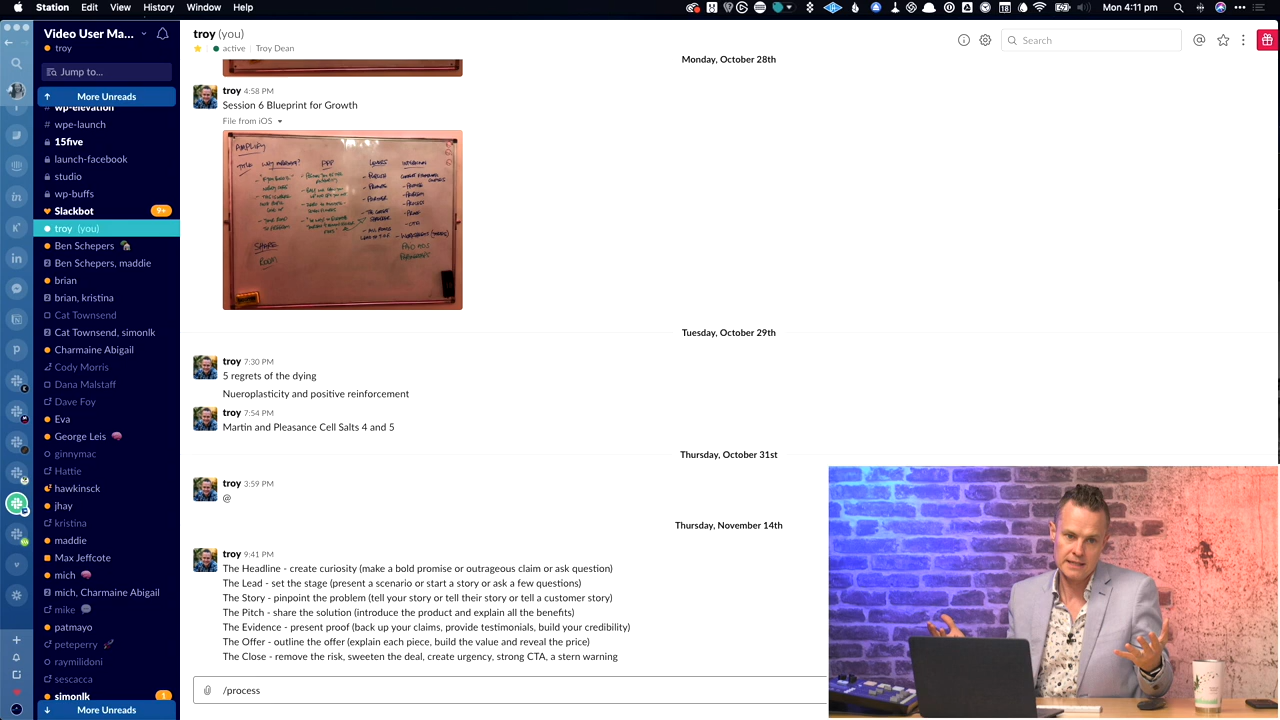 Station
Edit
View
History
Mon 4:11 pm
Video User Ma...
troy
Jump to...
More Unreads
wp-elevation
# wpe-launch
15five
launch-facebook
studio
wp-buffs
Slackbot 9+
troy (you)
Ben Schepers
2 Ben Schepers, maddie
brian
2 brian, kristina
Cat Townsend
2 Cat Townsend, simonlk
Charmaine Abigail
Cody Morris
Dana Malstaff
Dave Foy
Eva
George Leis
ginnymac
Hattie
hawkinsck
jhay
kristina
maddie
Max Jeffcote
mich
2 mich, Charmaine Abigail
mike
patmayo
peteperry
raymilidoni
sescacca
simonlk 1
More Unreads
troy (you)
active | Troy Dean
Search
Monday, October 28th
troy 4:58 PM
Session 6 Blueprint for Growth
File from iOS
AMPLIFY
SHARE
ROOM
Tuesday, October 29th
troy 7:30 PM
5 regrets of the dying
Nueroplasticity and positive reinforcement
troy 7:54 PM
Martin and Pleasance Cell Salts 4 and 5
Thursday, October 31st
troy 3:59 PM
@
Thursday, November 14th
troy 9:41 PM
The Headline - create curiosity (make a bold promise or outrageous claim or ask question)
The Lead - set the stage (present a scenario or start a story or ask a few questions)
The Story - pinpoint the problem (tell your story or tell their story or tell a customer story)
The Pitch - share the solution (introduce the product and explain all the benefits)
The Evidence - present proof (back up your claims, provide testimonials, build your credibility)
The Offer - outline the offer (explain each piece, build the value and reveal the price)
The Close - remove the risk, sweeten the deal, create urgency, strong CTA, a stern warning
/process